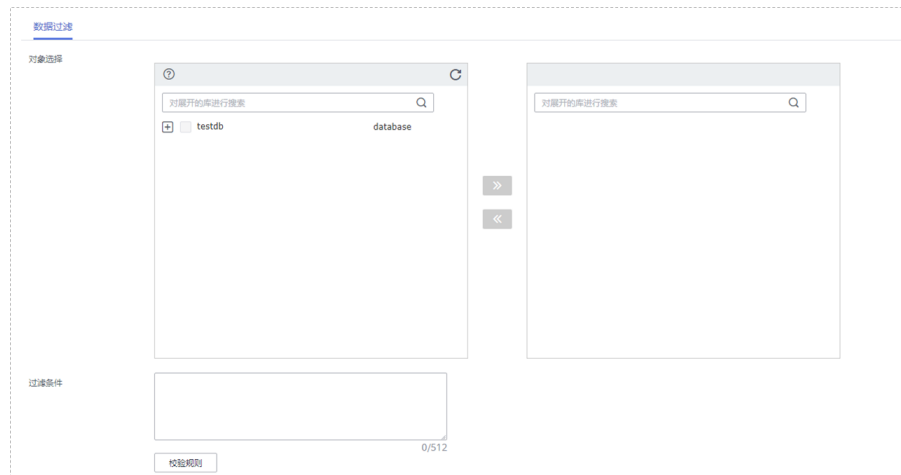 数据过滤
对象选择
对展开的库进行搜索
对展开的库进行搜索
testdb database
过滤条件
0/512
校验规则